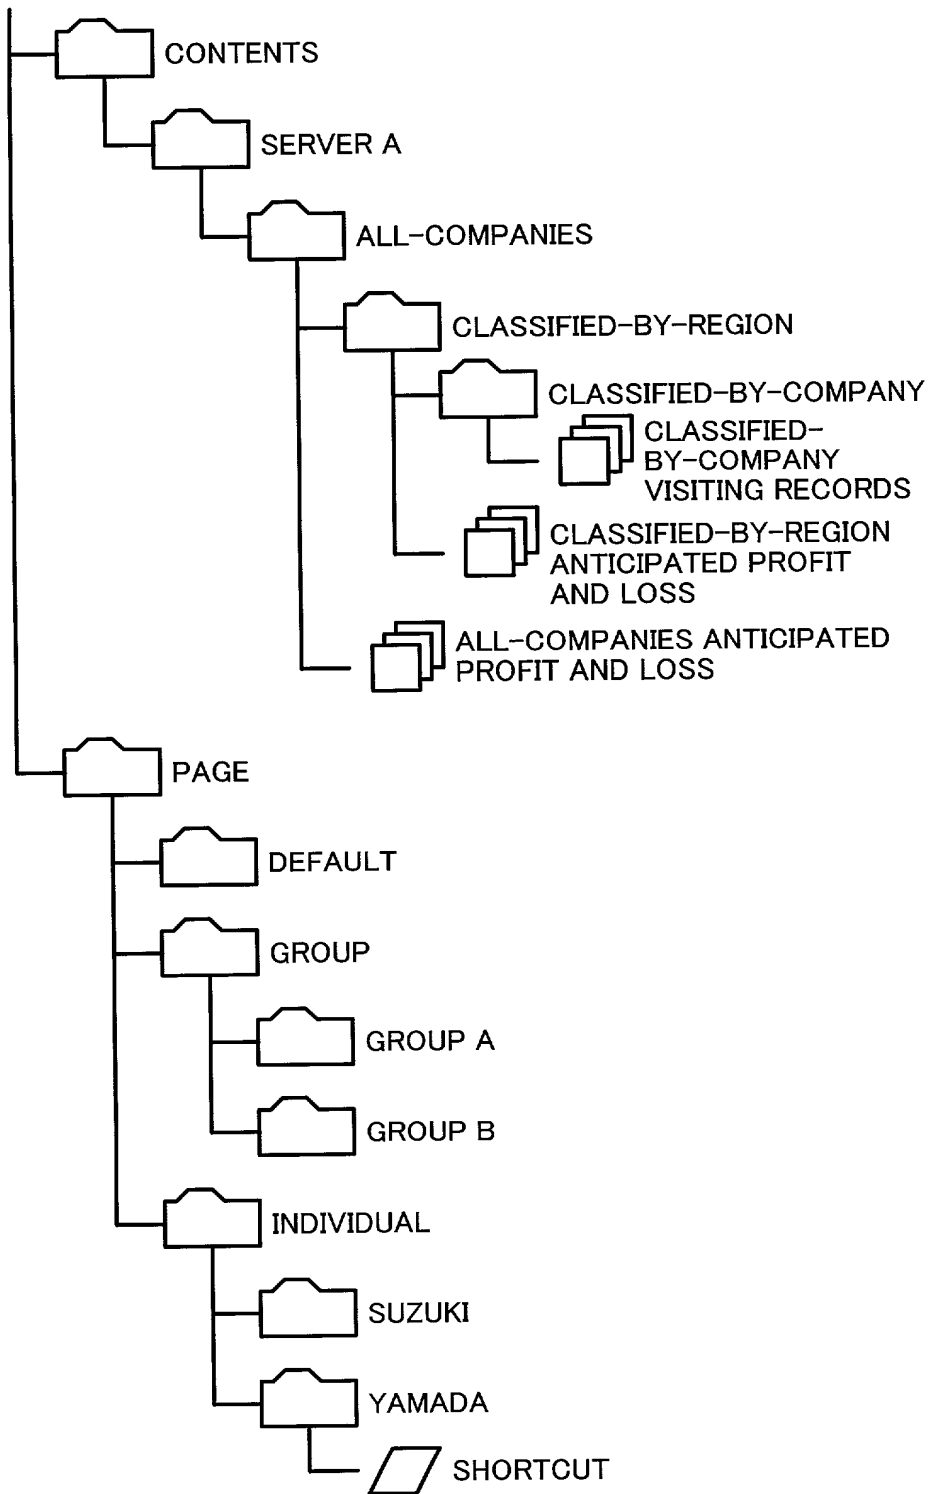 CONTENTS
SERVER A
ALL-COMPANIES
CLASSIFIED-BY-REGION
CLASSIFIED-BY-COMPANY
CLASSIFIED-
BY-COMPANY
VISITING RECORDS
CLASSIFIED-BY-REGION
ANTICIPATED PROFIT
AND LOSS
ALL-COMPANIES ANTICIPATED
PROFIT AND LOSS
PAGE
DEFAULT
GROUP
GROUP A
GROUP B
INDIVIDUAL
SUZUKI
YAMADA
SHORTCUT